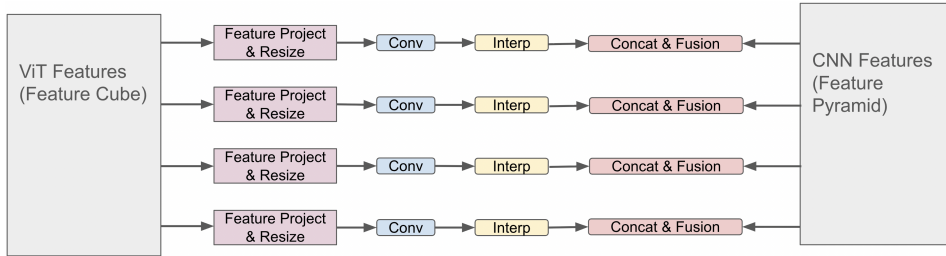 ViT Features
(Feature Cube)
Feature Project
& Resize
Conv
Interp
Concat & Fusion
Feature Project
& Resize
Conv
Interp
Concat & Fusion
Feature Project
& Resize
Conv
Interp
Concat & Fusion
Feature Project
& Resize
Conv
Interp
Concat & Fusion
CNN Features
(Feature
Pyramid)